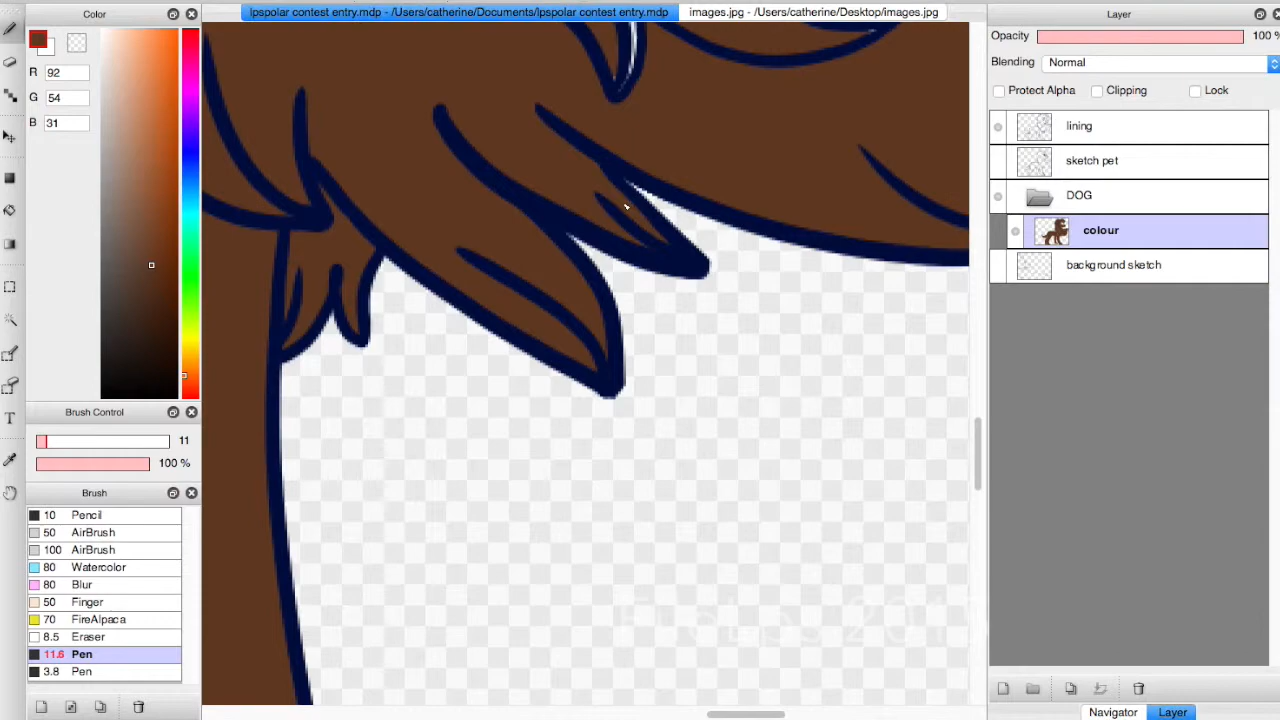 Color
R 92
G 54
B 31
Brush Control
11
100 %
Brush
10 Pencil
50 AirBrush
100 AirBrush
80 Watercolor
80 Blur
50 Finger
70 FireAlpaca
8.5 Eraser
11.6 Pen
3.8 Pen
T
lpspolar contest entry.mdp - /Users/catherine/Documents/lpspolar contest entry.mdp
images.jpg - /Users/catherine/Desktop/images.jpg
Layer
Opacity 100 %
Blending Normal
Protect Alpha Clipping Lock
lining
sketch pet
DOG
colour
background sketch
Navigator Layer